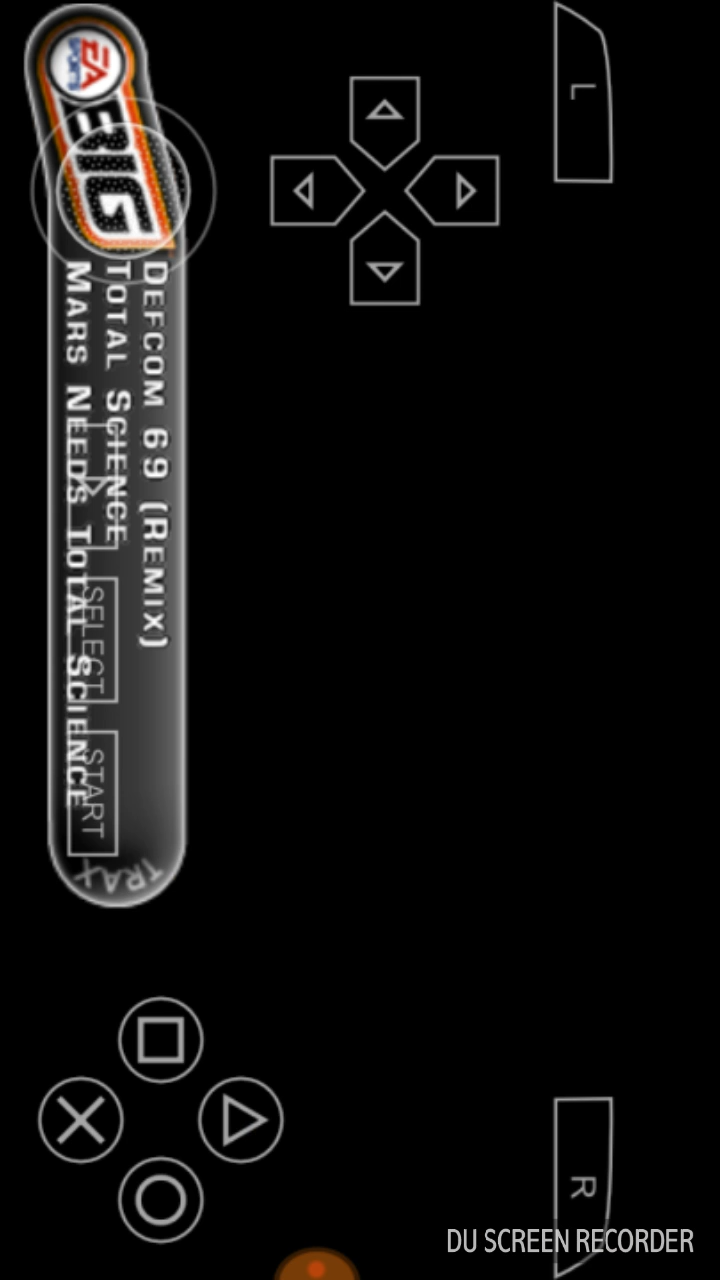 EA
SPORTS
BIG
DEFCOM 69 (REMIX)
TOTAL SCIENCE
MARS NEEDS TOTAL SCIENCE
TRAX
L
SELECT
START
R
DU SCREEN RECORDER